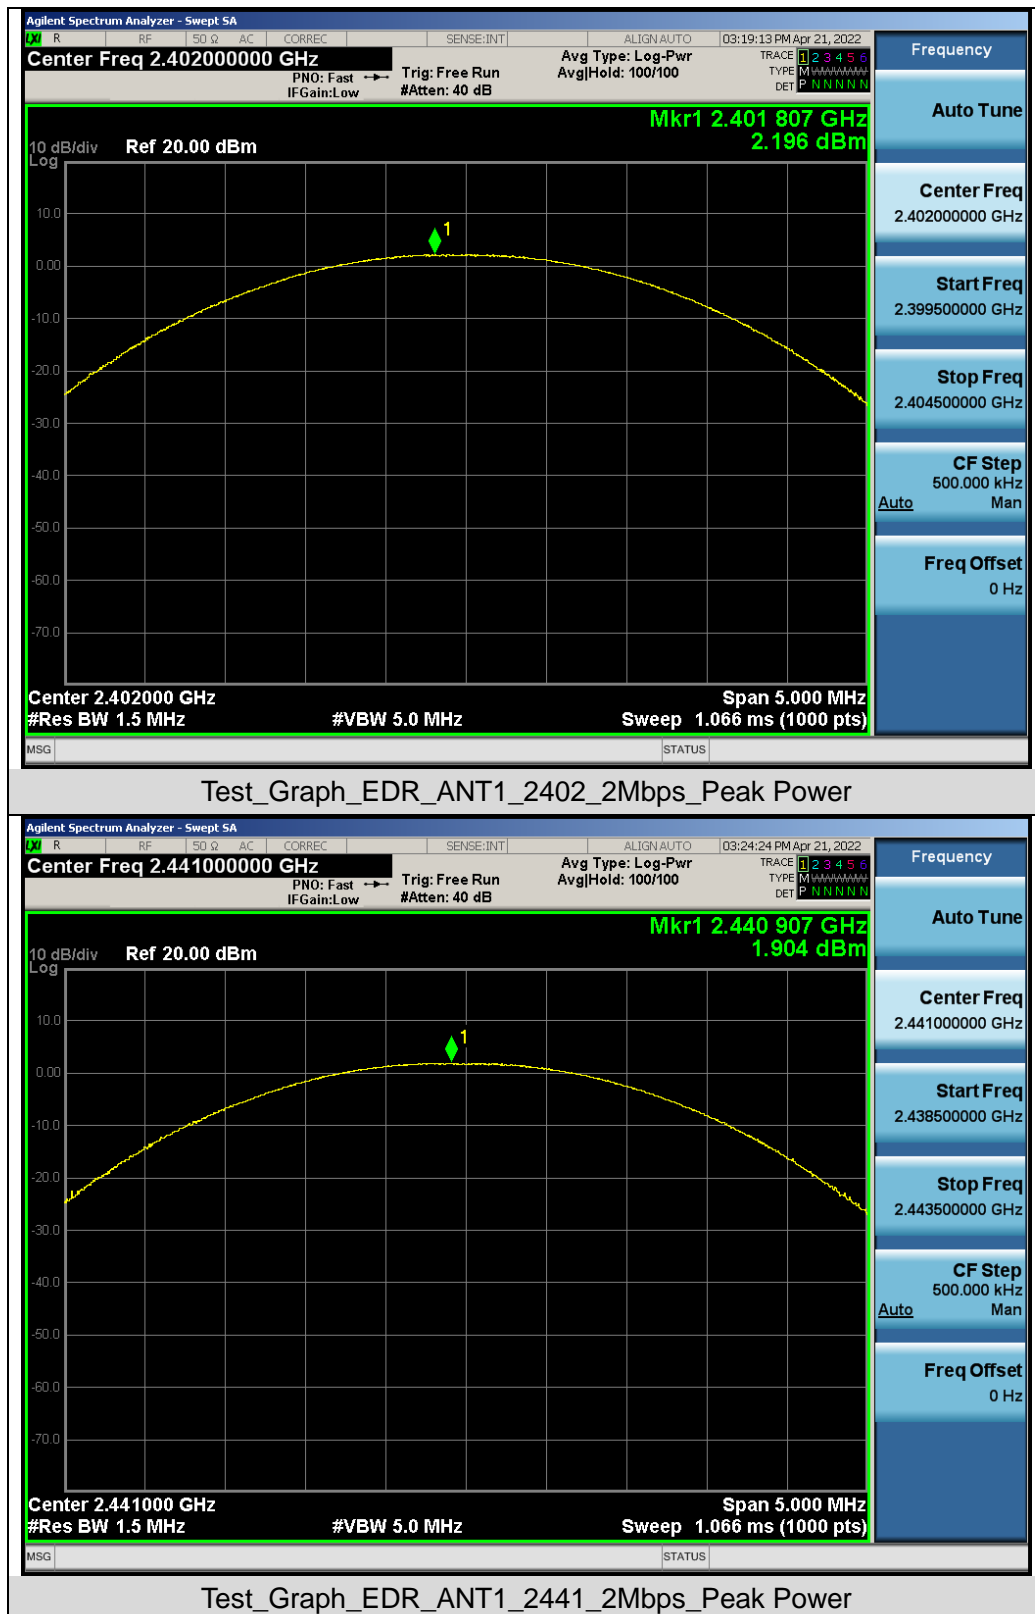 Agilent Spectrum Analyzer - Swept SA
LXI R RF 50 Ω AC CORREC SENSE:INT ALIGN AUTO 03:19:13 PM Apr 21, 2022
Center Freq 2.402000000 GHz
PNO: Fast
IFGain:Low
Trig: Free Run
#Atten: 40 dB
Avg Type: Log-Pwr
Avg|Hold: 100/100
TRACE 1 2 3 4 5 6
TYPE M WWWWW
DET P N N N N N
Mkr1 2.401 807 GHz
2.196 dBm
10 dB/div Ref 20.00 dBm
Log
1
10.0
0.00
-10.0
-20.0
-30.0
-40.0
-50.0
-60.0
-70.0
Center 2.402000 GHz Span 5.000 MHz
#Res BW 1.5 MHz #VBW 5.0 MHz Sweep 1.066 ms (1000 pts)
MSG STATUS
Frequency
Auto Tune
Center Freq
2.402000000 GHz
Start Freq
2.399500000 GHz
Stop Freq
2.404500000 GHz
CF Step
500.000 kHz
Auto Man
Freq Offset
0 Hz
Test_Graph_EDR_ANT1_2402_2Mbps_Peak Power
Agilent Spectrum Analyzer - Swept SA
LXI R RF 50 Ω AC CORREC SENSE:INT ALIGN AUTO 03:24:24 PM Apr 21, 2022
Center Freq 2.441000000 GHz
PNO: Fast
IFGain:Low
Trig: Free Run
#Atten: 40 dB
Avg Type: Log-Pwr
Avg|Hold: 100/100
TRACE 1 2 3 4 5 6
TYPE M WWWWW
DET P N N N N N
Mkr1 2.440 907 GHz
1.904 dBm
10 dB/div Ref 20.00 dBm
Log
1
10.0
0.00
-10.0
-20.0
-30.0
-40.0
-50.0
-60.0
-70.0
Center 2.441000 GHz Span 5.000 MHz
#Res BW 1.5 MHz #VBW 5.0 MHz Sweep 1.066 ms (1000 pts)
MSG STATUS
Frequency
Auto Tune
Center Freq
2.441000000 GHz
Start Freq
2.438500000 GHz
Stop Freq
2.443500000 GHz
CF Step
500.000 kHz
Auto Man
Freq Offset
0 Hz
Test_Graph_EDR_ANT1_2441_2Mbps_Peak Power